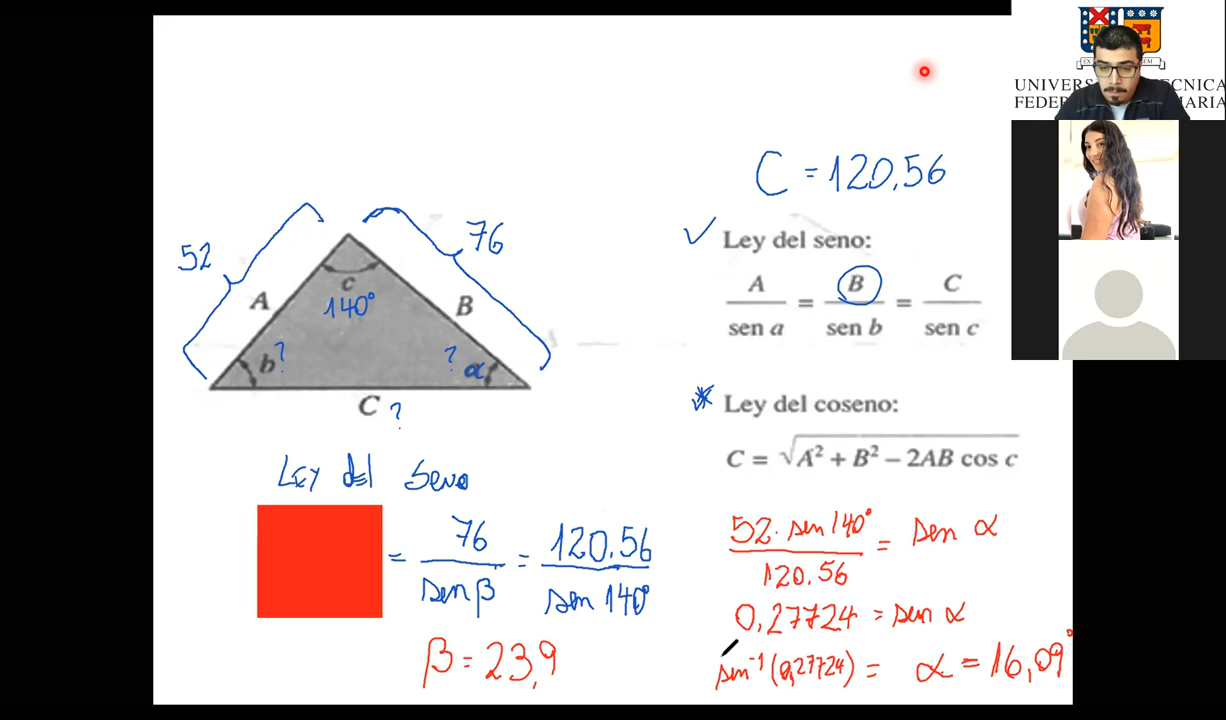 UNIVERS TÉCNICA
FEDER ARIA
C = 120,56
52
76
A
c
140°
B
b ?
? α
C ?
✓ Ley del seno:
A / sen a = B / sen b = C / sen c
* Ley del coseno:
C = √A² + B² − 2AB cos c
LEY del Seno
= 76 / sen β = 120.56 / sen 140°
β = 23,9
52 · sen 140° / 120.56 = sen α
0,27724 = sen α
sen⁻¹(0,27724) = α = 16,09°